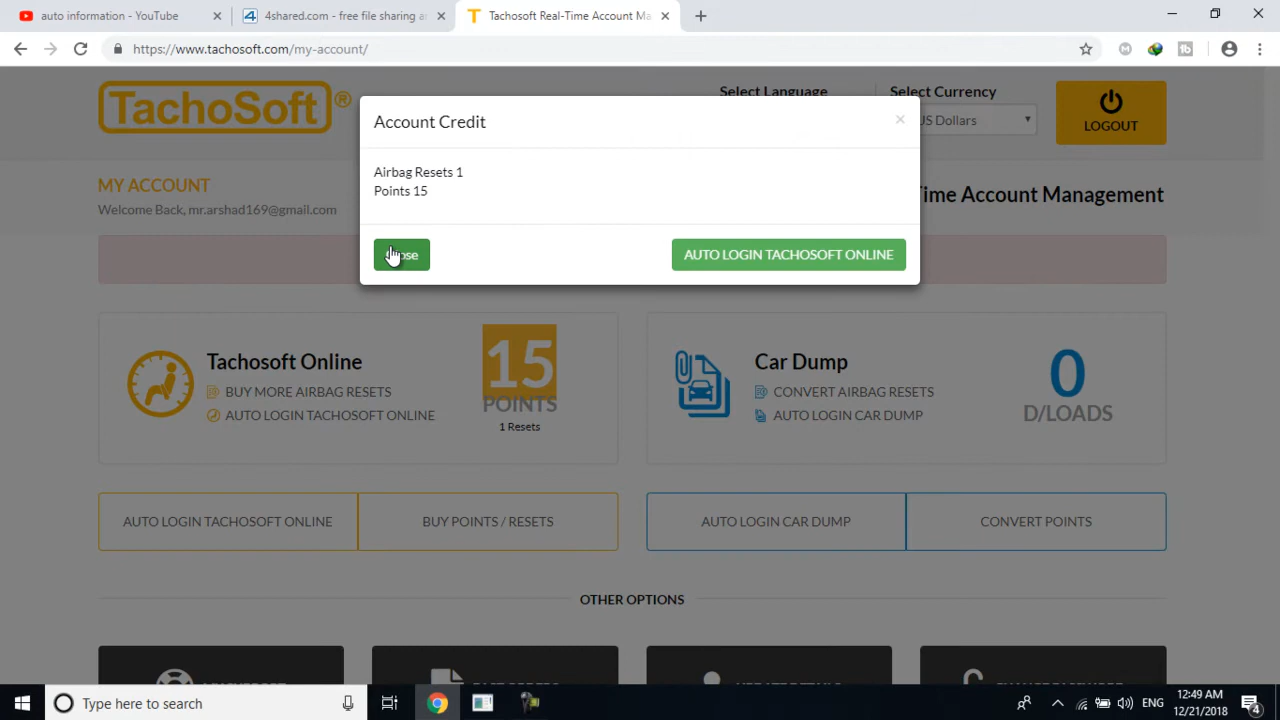 auto information - YouTube
4shared.com - free file sharing a
Tachosoft Real-Time Account Ma
https://www.tachosoft.com/my-account/
TachoSoft®
Select Language
Select Currency
US Dollars
LOGOUT
Account Credit
×
Airbag Resets 1
Points 15
AUTO LOGIN TACHOSOFT ONLINE
MY ACCOUNT
Welcome Back, mr.arshad169@gmail.com
Time Account Management
Tachosoft Online
BUY MORE AIRBAG RESETS
AUTO LOGIN TACHOSOFT ONLINE
15
POINTS
1 Resets
Car Dump
CONVERT AIRBAG RESETS
AUTO LOGIN CAR DUMP
0
D/LOADS
AUTO LOGIN TACHOSOFT ONLINE
BUY POINTS / RESETS
AUTO LOGIN CAR DUMP
CONVERT POINTS
OTHER OPTIONS
Type here to search
ENG
12:49 AM
12/21/2018
4